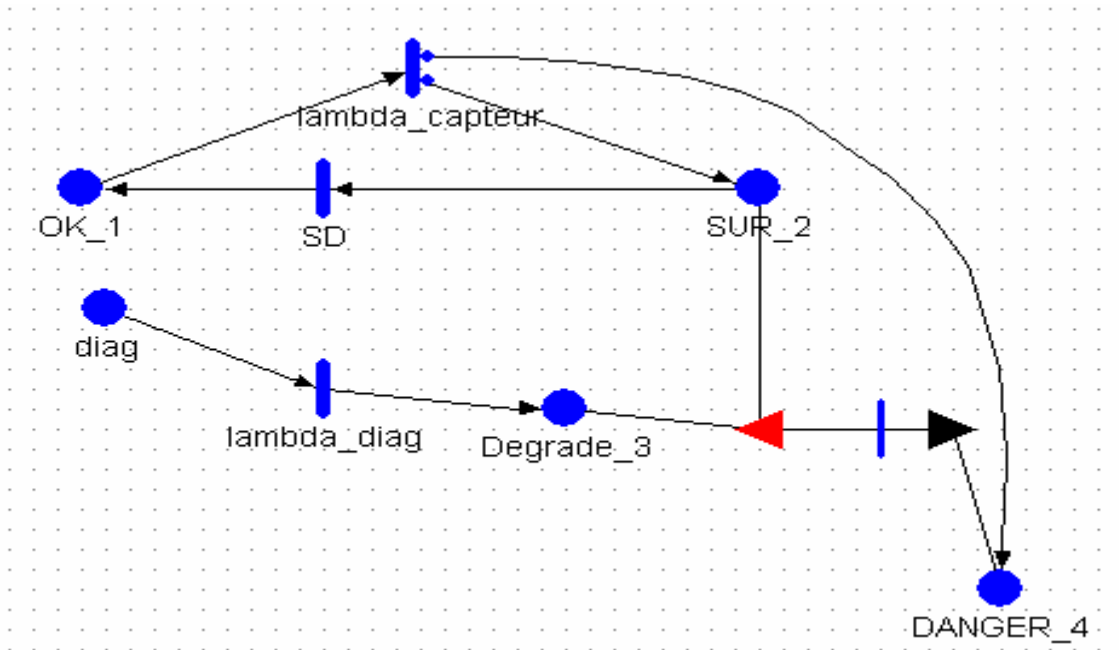 lambda_capteur
OK_1
SD
SUR_2
diag
lambda_diag
Degrade_3
DANGER_4